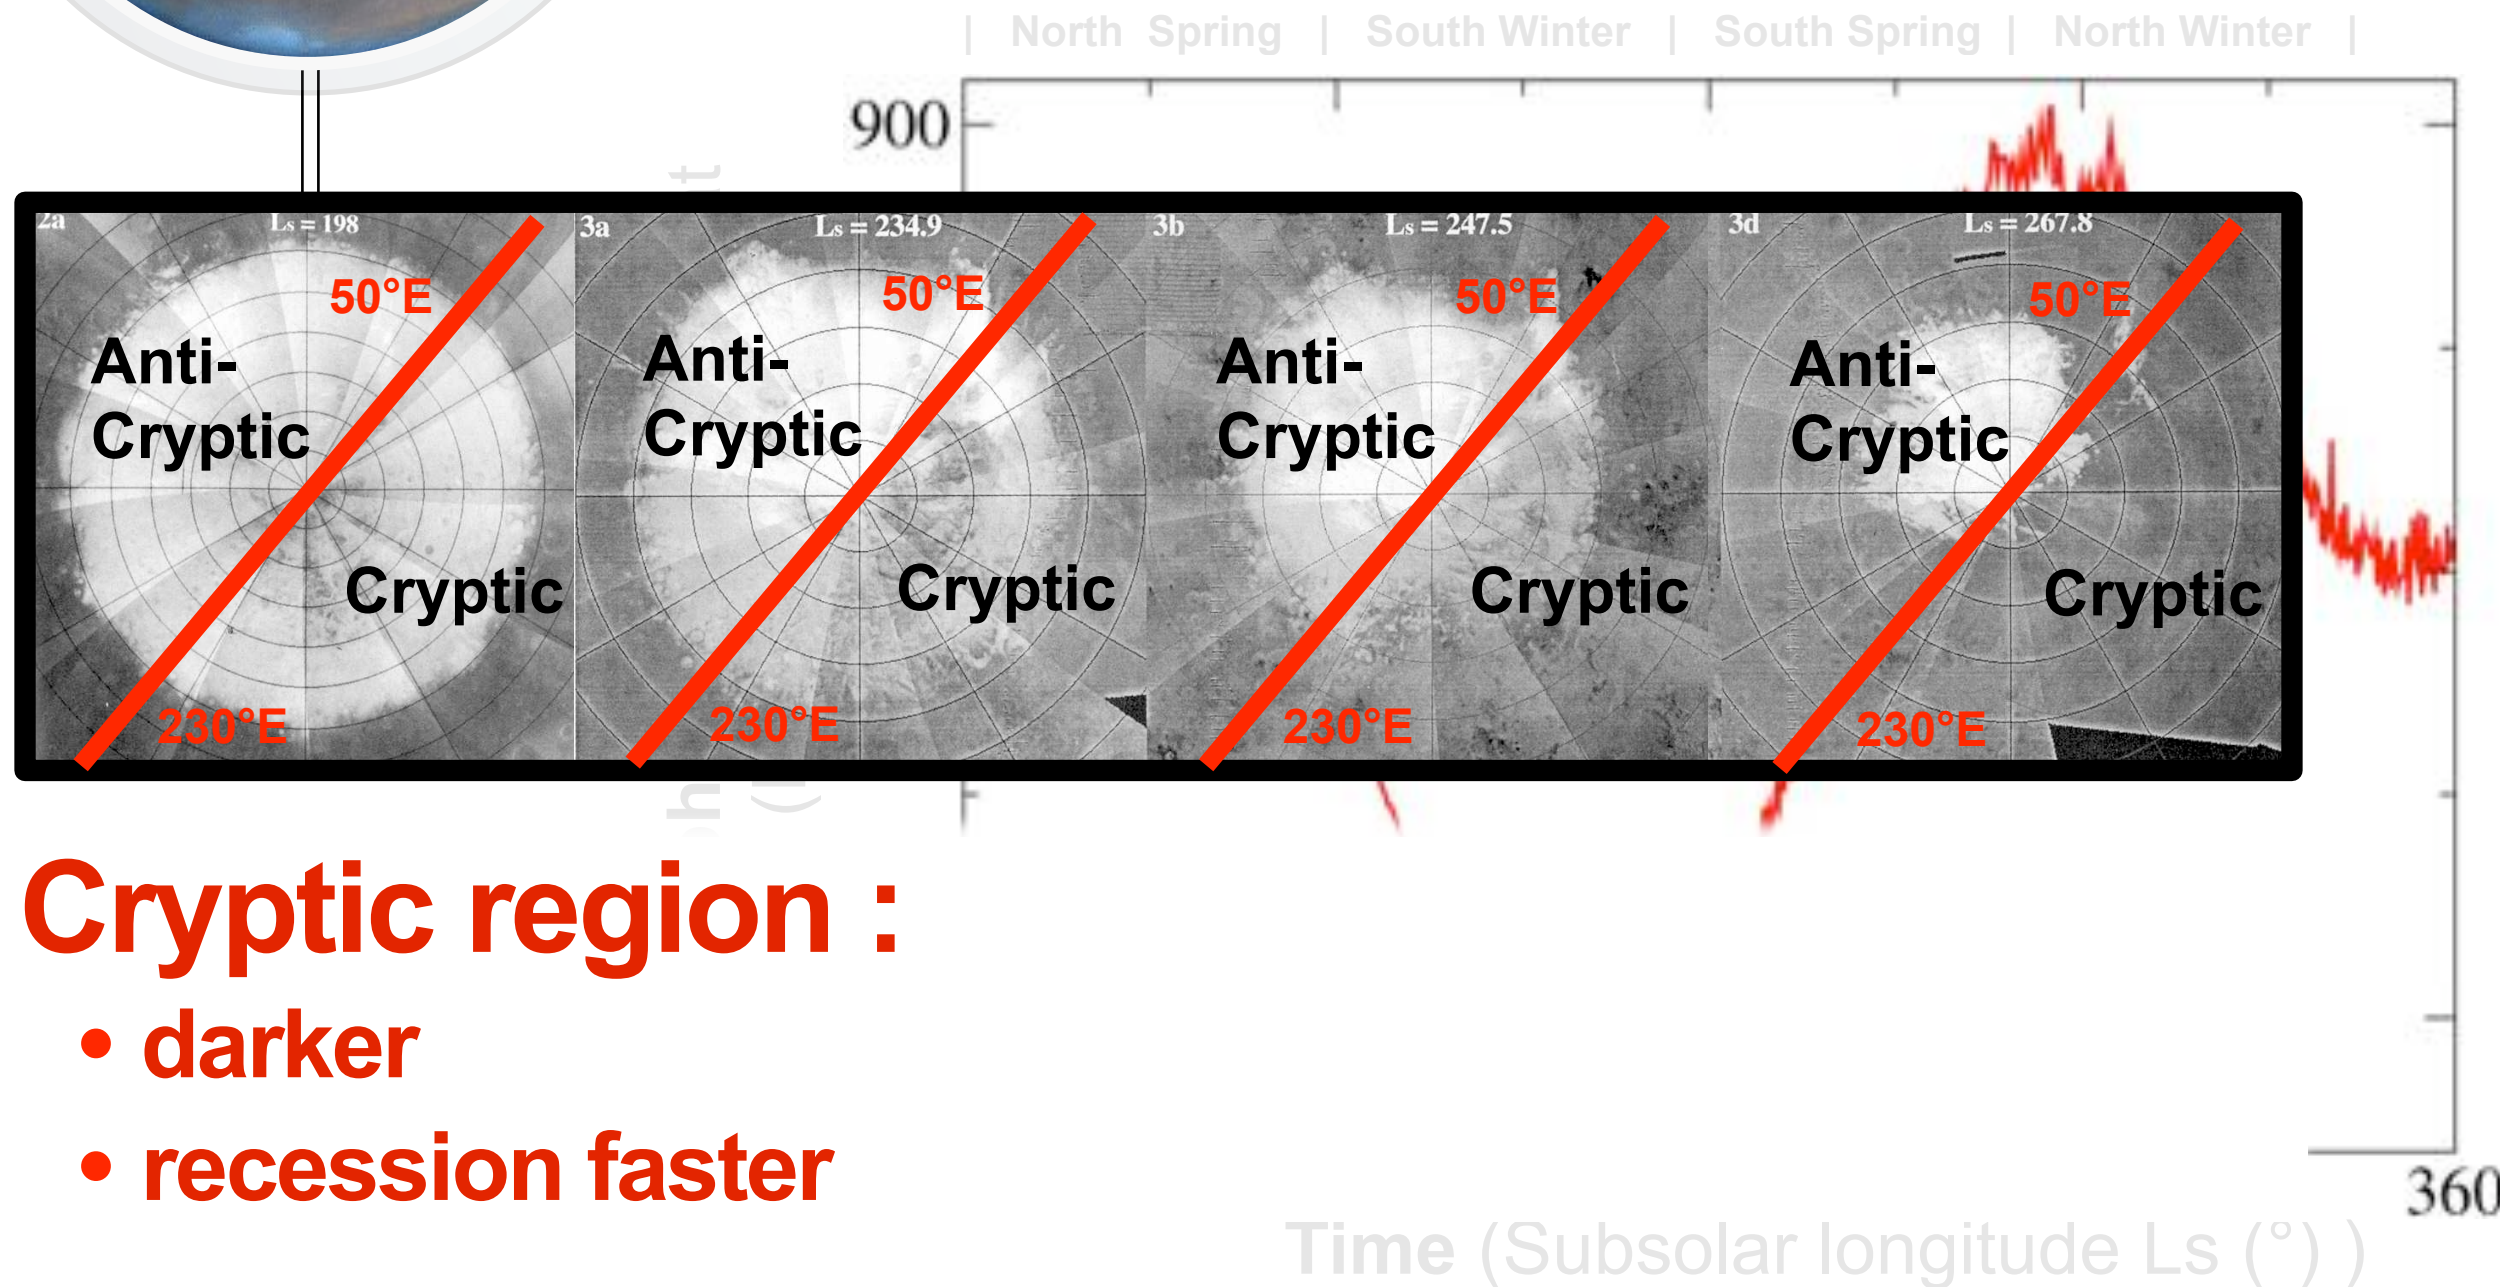 | North Spring | South Winter | South Spring | North Winter |
900
2a Ls = 198
3a Ls = 234.9
3b Ls = 247.5
3d Ls = 267.8
50°E
50°E
50°E
50°E
Anti-
Cryptic
Anti-
Cryptic
Anti-
Cryptic
Anti-
Cryptic
Cryptic
Cryptic
Cryptic
Cryptic
230°E
230°E
230°E
230°E
Cryptic region :
• darker
• recession faster
360
Time (Subsolar longitude Ls (°) )